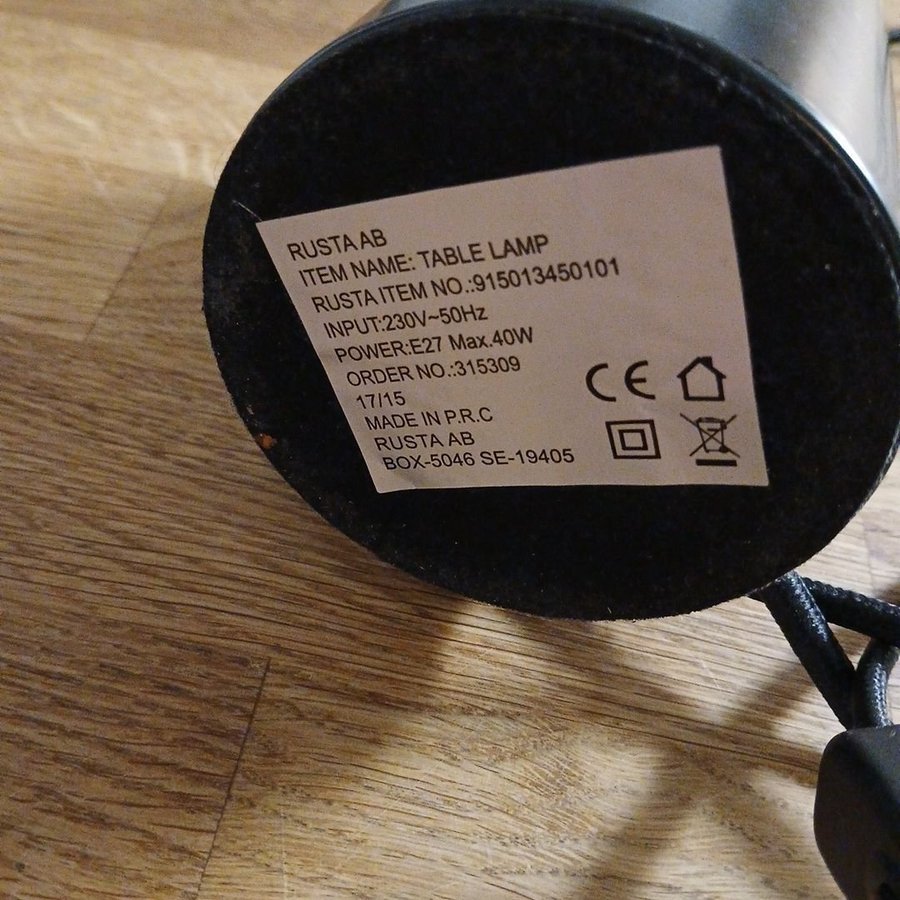 RUSTA AB
ITEM NAME: TABLE LAMP
RUSTA ITEM NO.:915013450101
INPUT:230V~50Hz
POWER:E27 Max.40W
ORDER NO.:315309
17/15
MADE IN P.R.C
RUSTA AB
BOX-5046 SE-19405
CE